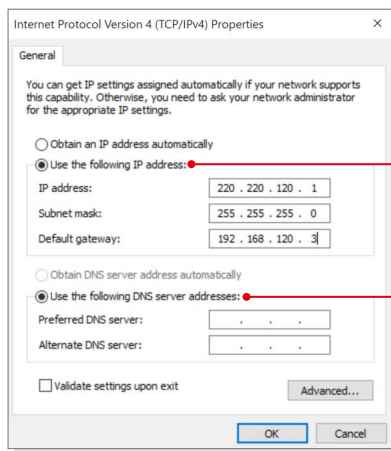 Internet Protocol Version 4 (TCP/IPv4) Properties
General
You can get IP settings assigned automatically if your network supports
this capability. Otherwise, you need to ask your network administrator
for the appropriate IP settings.
Obtain an IP address automatically
Use the following IP address:
IP address: 220 . 220 . 120 . 1
Subnet mask: 255 . 255 . 255 . 0
Default gateway: 192 . 168 . 120 . 3
Obtain DNS server address automatically
Use the following DNS server addresses:
Preferred DNS server: . . .
Alternate DNS server: . . .
Validate settings upon exit
Advanced...
OK Cancel